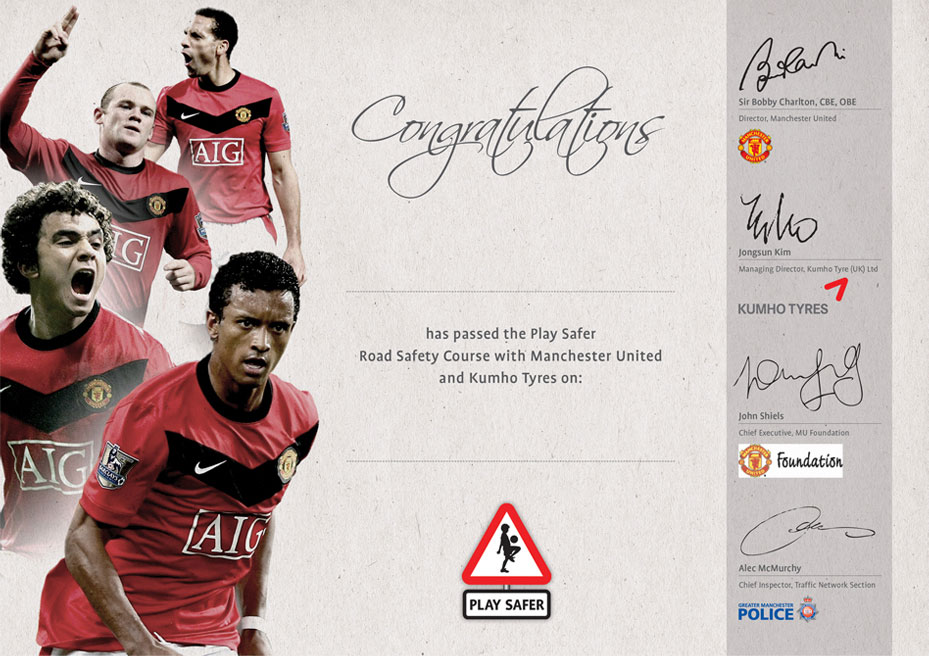 Congratulations
has passed the Play Safer
Road Safety Course with Manchester United
and Kumho Tyres on:
PLAY SAFER
AIG
AIG
AIG
AIG
Sir Bobby Charlton, CBE, OBE
Director, Manchester United
MANCHESTER
UNITED
Jongsun Kim
Managing Director, Kumho Tyre (UK) Ltd
KUMHO TYRES
John Shiels
Chief Executive, MU Foundation
Foundation
Alec McMurchy
Chief Inspector, Traffic Network Section
GREATER MANCHESTER
POLICE